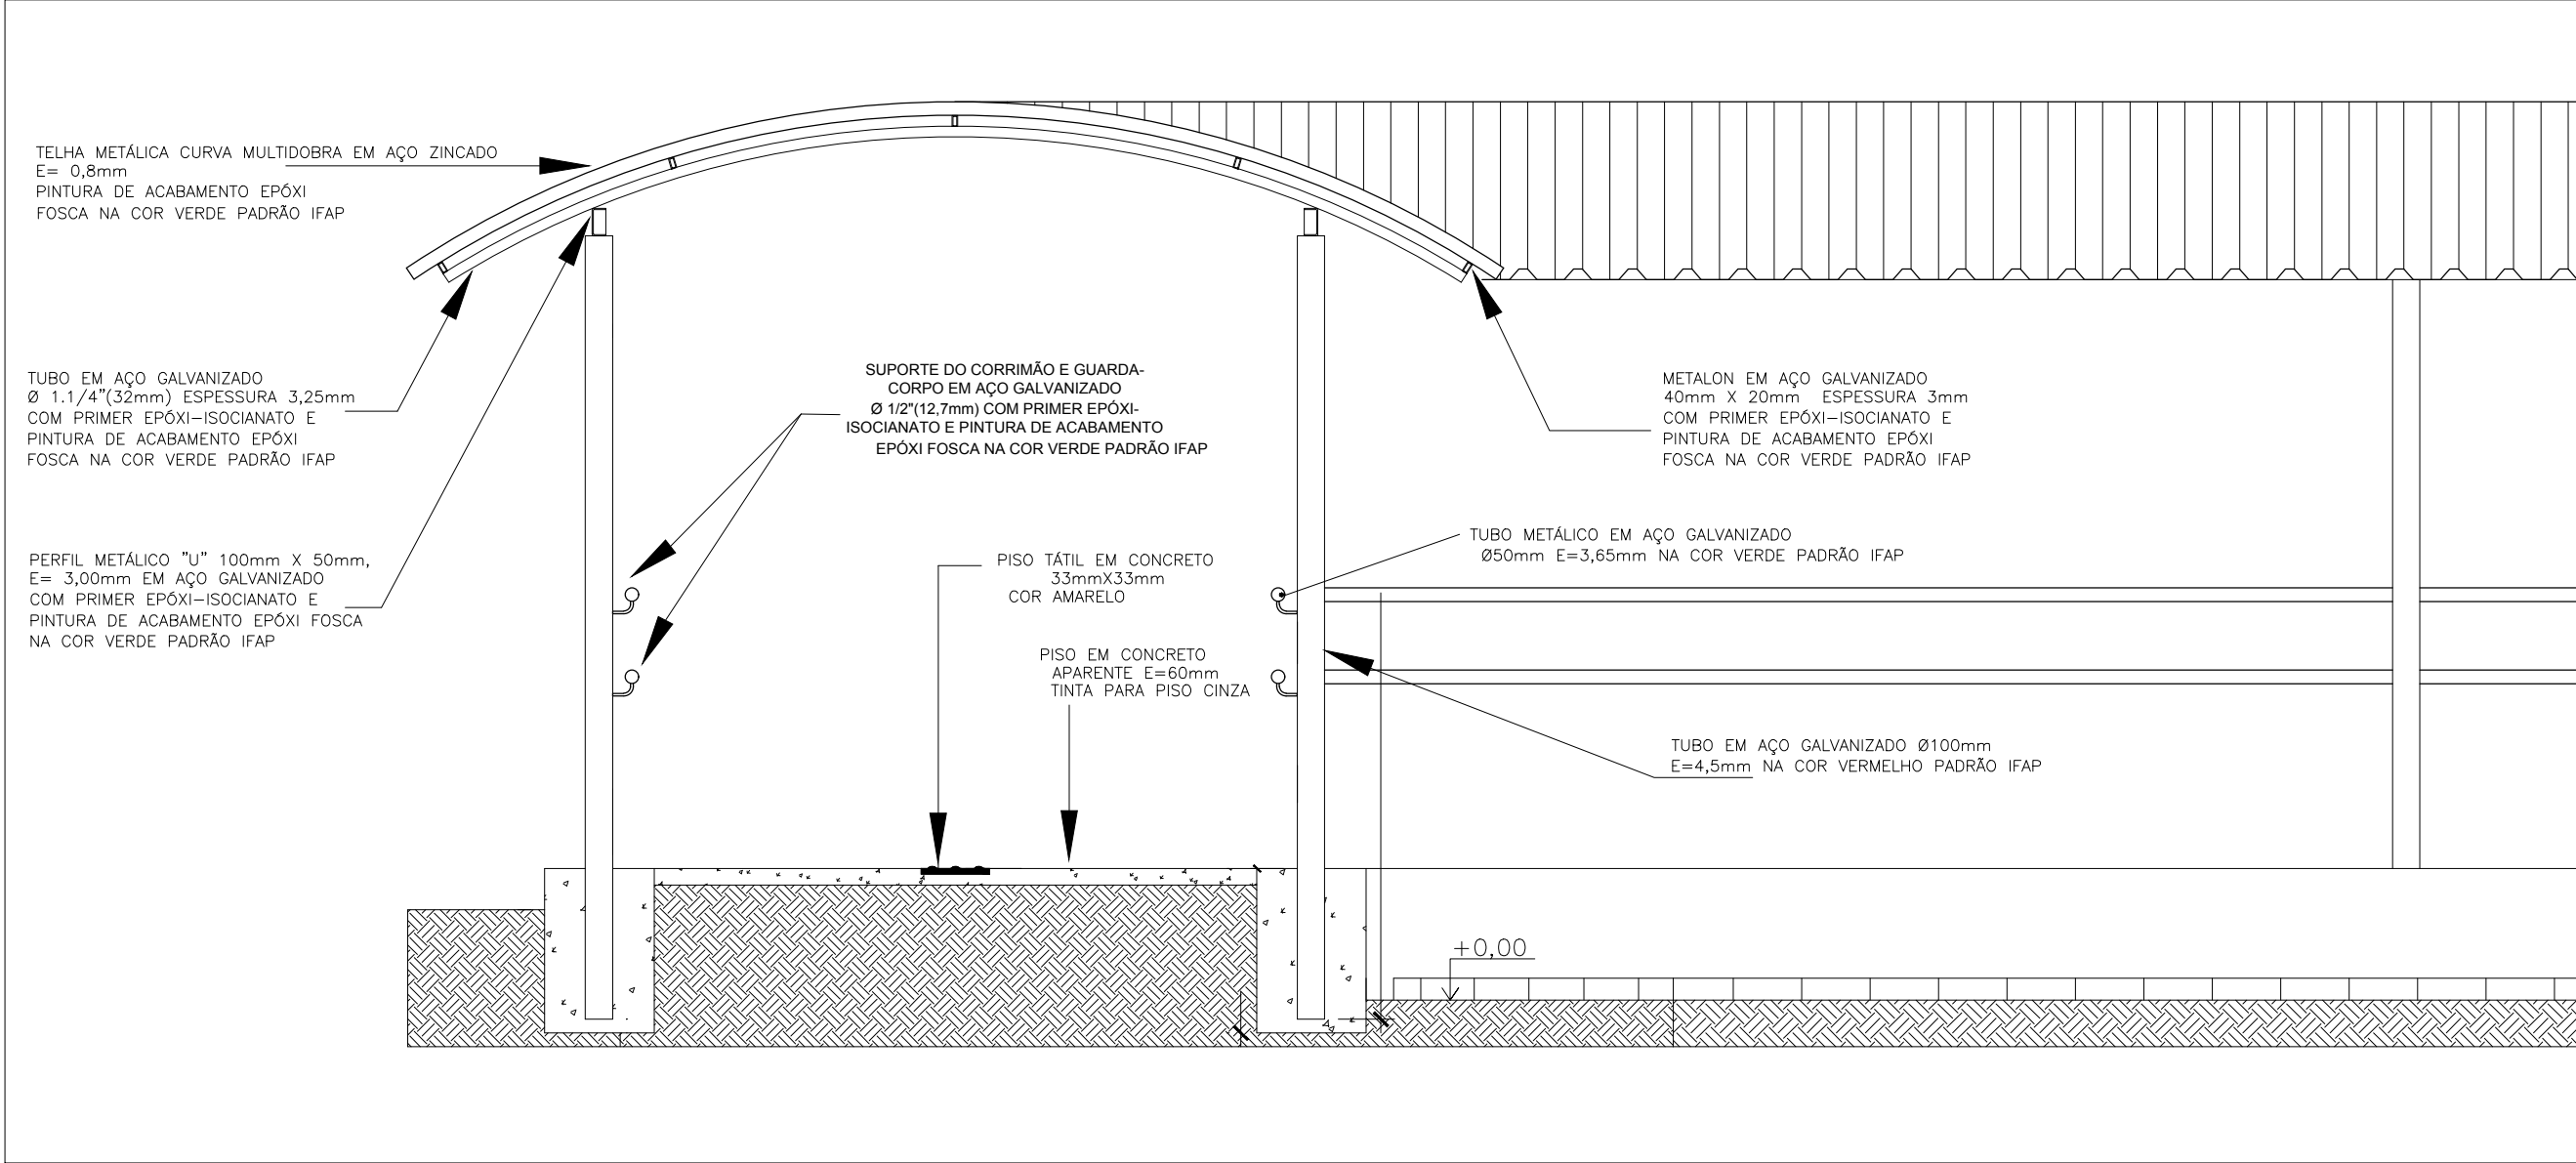 TELHA METÁLICA CURVA MULTIDOBRA EM AÇO ZINCADO
E= 0,8mm
PINTURA DE ACABAMENTO EPÓXI
FOSCA NA COR VERDE PADRÃO IFAP
TUBO EM AÇO GALVANIZADO
Ø 1.1/4"(32mm) ESPESSURA 3,25mm
COM PRIMER EPÓXI-ISOCIANATO E
PINTURA DE ACABAMENTO EPÓXI
FOSCA NA COR VERDE PADRÃO IFAP
PERFIL METÁLICO "U" 100mm X 50mm,
E= 3,00mm EM AÇO GALVANIZADO
COM PRIMER EPÓXI-ISOCIANATO E
PINTURA DE ACABAMENTO EPÓXI FOSCA
NA COR VERDE PADRÃO IFAP
SUPORTE DO CORRIMÃO E GUARDA-
CORPO EM AÇO GALVANIZADO
Ø 1/2"(12,7mm) COM PRIMER EPÓXI-
ISOCIANATO E PINTURA DE ACABAMENTO
EPÓXI FOSCA NA COR VERDE PADRÃO IFAP
PISO TÁTIL EM CONCRETO
33mmX33mm
COR AMARELO
PISO EM CONCRETO
APARENTE E=60mm
TINTA PARA PISO CINZA
METALON EM AÇO GALVANIZADO
40mm X 20mm ESPESSURA 3mm
COM PRIMER EPÓXI-ISOCIANATO E
PINTURA DE ACABAMENTO EPÓXI
FOSCA NA COR VERDE PADRÃO IFAP
TUBO METÁLICO EM AÇO GALVANIZADO
Ø50mm E=3,65mm NA COR VERDE PADRÃO IFAP
TUBO EM AÇO GALVANIZADO Ø100mm
E=4,5mm NA COR VERMELHO PADRÃO IFAP
+0,00